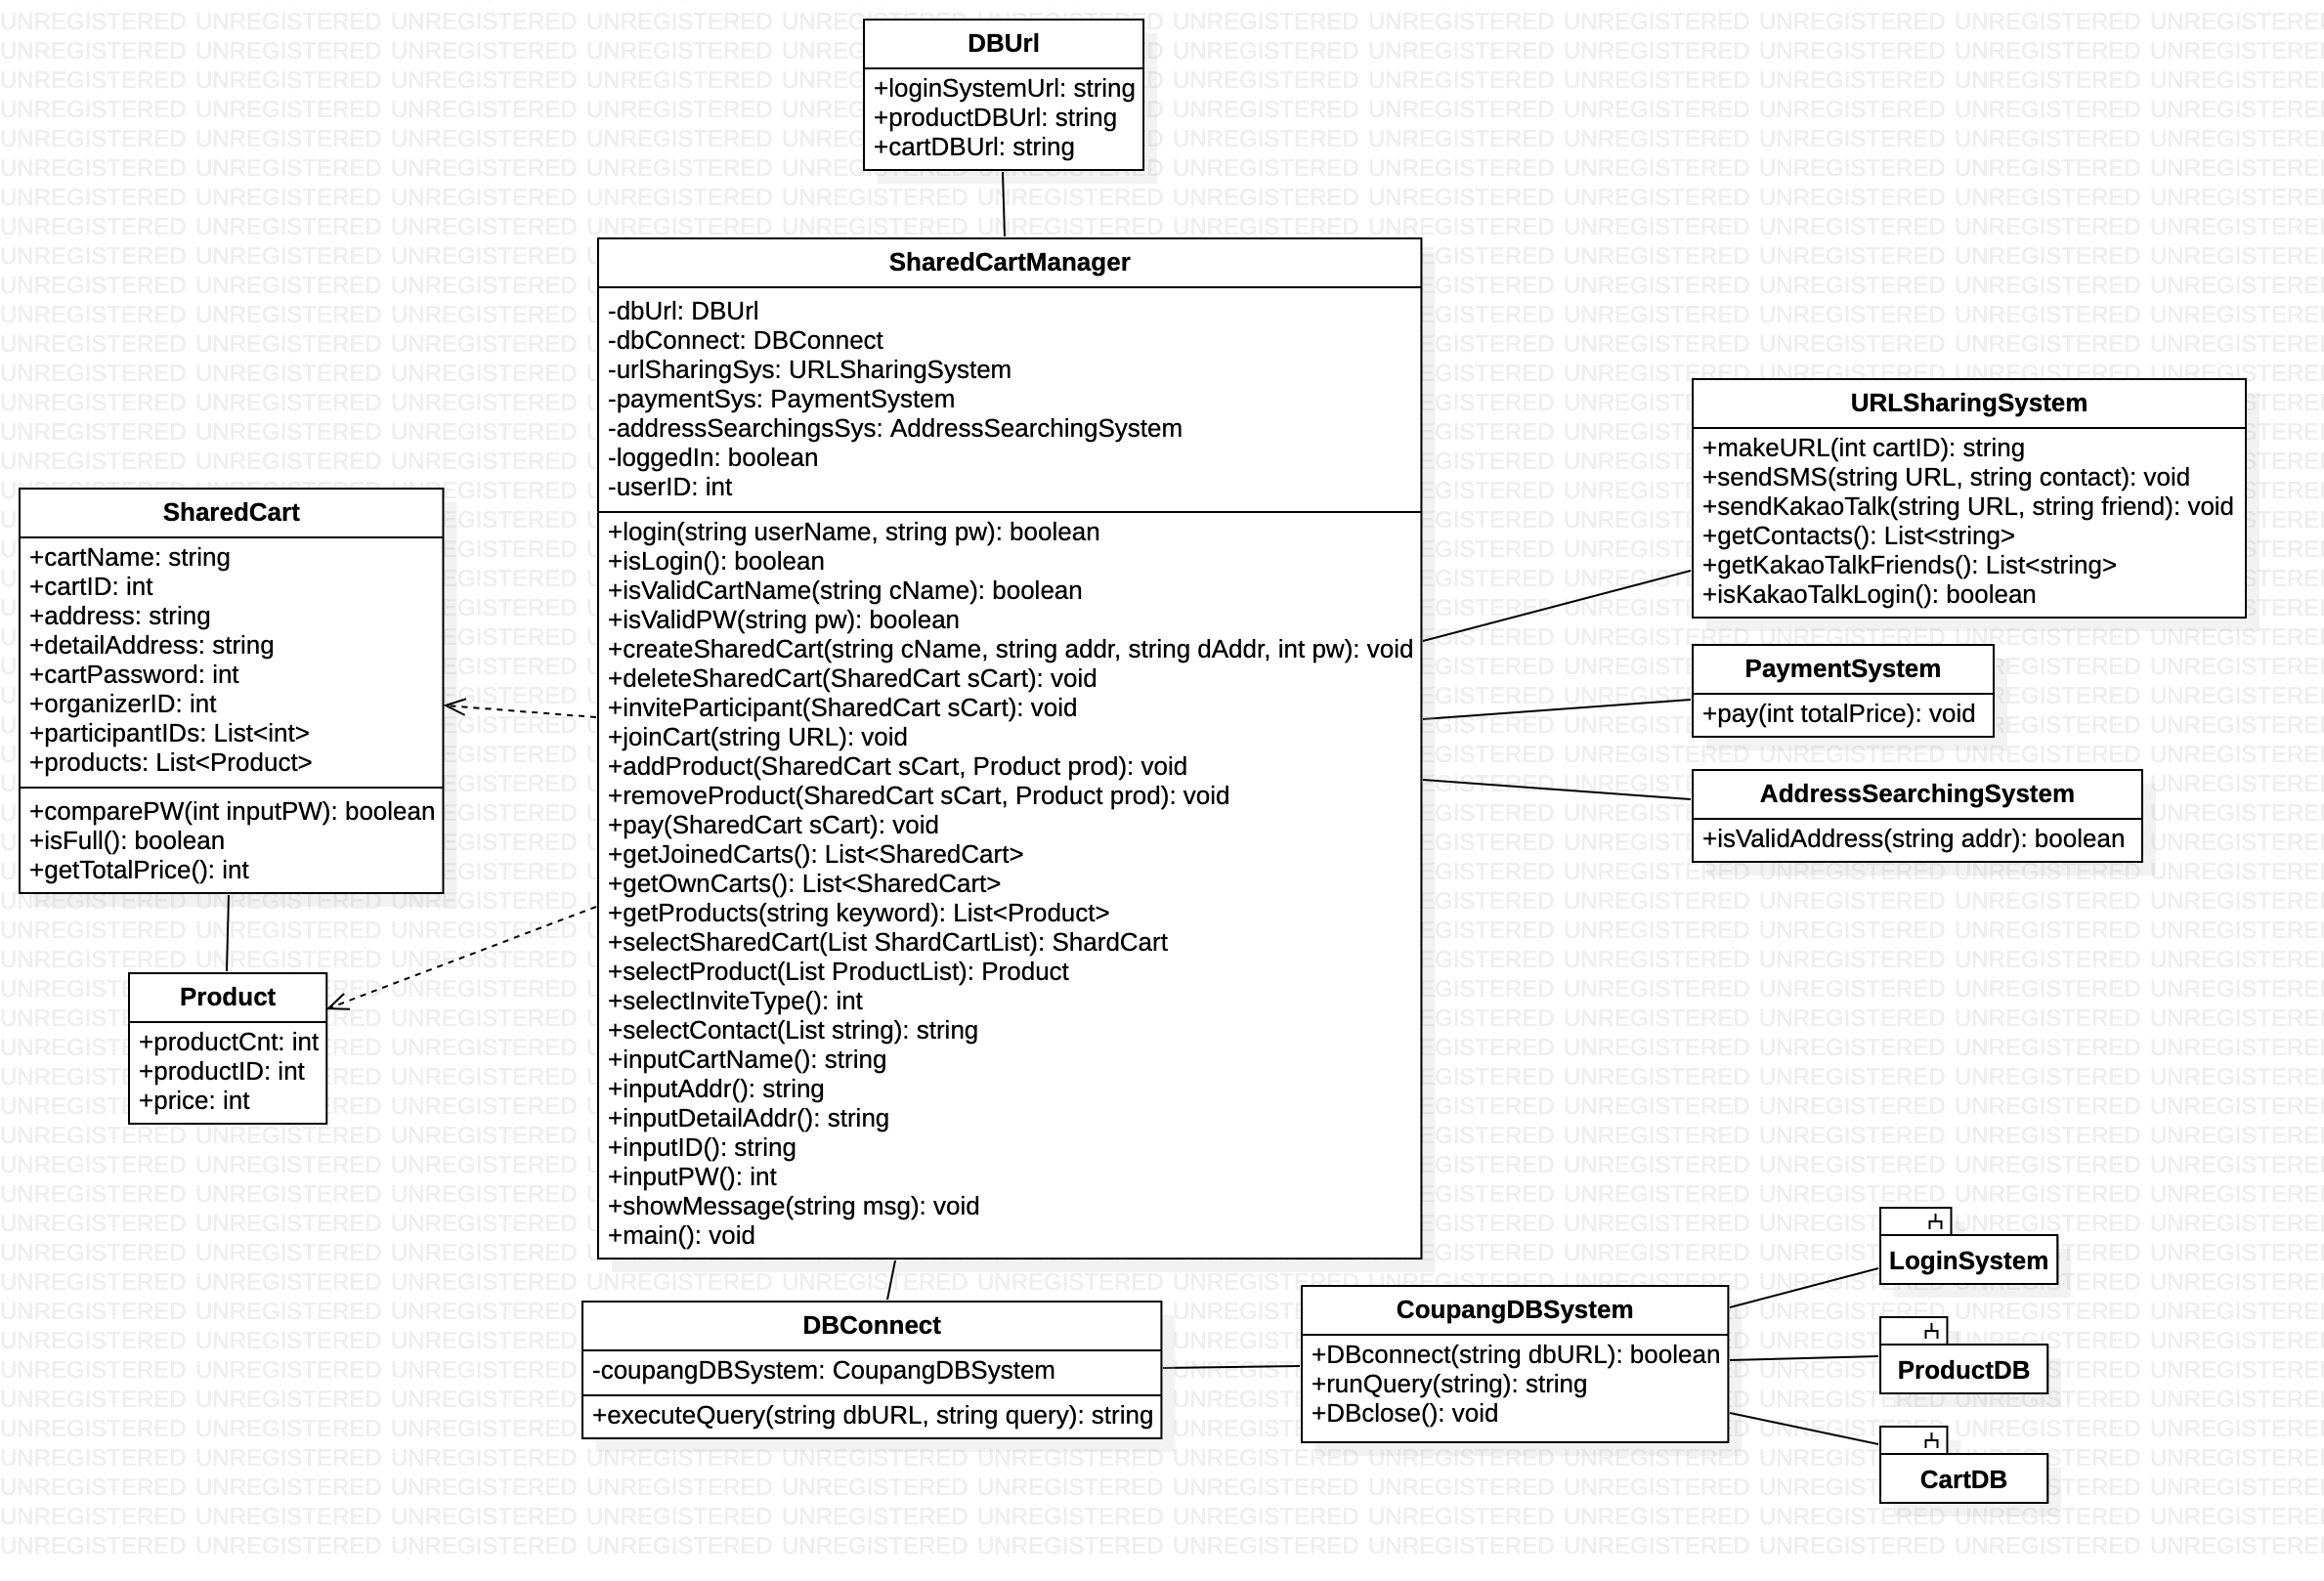 DBUrl
+loginSystemUrl: string
+productDBUrl: string
+cartDBUrl: string
SharedCartManager
-dbUrl: DBUrl
-dbConnect: DBConnect
-urlSharingSys: URLSharingSystem
-paymentSys: PaymentSystem
-addressSearchingsSys: AddressSearchingSystem
-loggedIn: boolean
-userID: int
+login(string userName, string pw): boolean
+isLogin(): boolean
+isValidCartName(string cName): boolean
+isValidPW(string pw): boolean
+createSharedCart(string cName, string addr, string dAddr, int pw): void
+deleteSharedCart(SharedCart sCart): void
+inviteParticipant(SharedCart sCart): void
+joinCart(string URL): void
+addProduct(SharedCart sCart, Product prod): void
+removeProduct(SharedCart sCart, Product prod): void
+pay(SharedCart sCart): void
+getJoinedCarts(): List<SharedCart>
+getOwnCarts(): List<SharedCart>
+getProducts(string keyword): List<Product>
+selectSharedCart(List ShardCartList): ShardCart
+selectProduct(List ProductList): Product
+selectInviteType(): int
+selectContact(List string): string
+inputCartName(): string
+inputAddr(): string
+inputDetailAddr(): string
+inputID(): string
+inputPW(): int
+showMessage(string msg): void
+main(): void
SharedCart
+cartName: string
+cartID: int
+address: string
+detailAddress: string
+cartPassword: int
+organizerID: int
+participantIDs: List<int>
+products: List<Product>
+comparePW(int inputPW): boolean
+isFull(): boolean
+getTotalPrice(): int
Product
+productCnt: int
+productID: int
+price: int
URLSharingSystem
+makeURL(int cartID): string
+sendSMS(string URL, string contact): void
+sendKakaoTalk(string URL, string friend): void
+getContacts(): List<string>
+getKakaoTalkFriends(): List<string>
+isKakaoTalkLogin(): boolean
PaymentSystem
+pay(int totalPrice): void
AddressSearchingSystem
+isValidAddress(string addr): boolean
DBConnect
-coupangDBSystem: CoupangDBSystem
+executeQuery(string dbURL, string query): string
CoupangDBSystem
+DBconnect(string dbURL): boolean
+runQuery(string): string
+DBclose(): void
LoginSystem
ProductDB
CartDB
UNREGISTERED